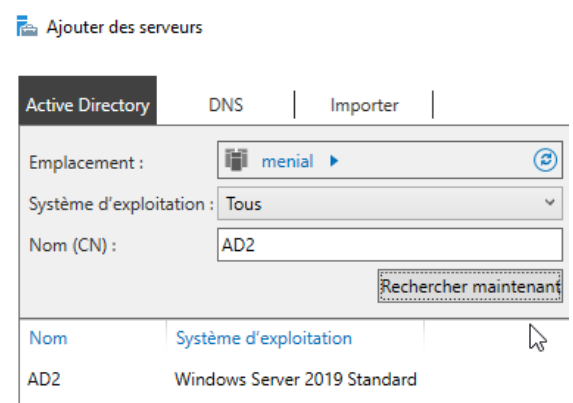 Ajouter des serveurs
Active Directory DNS Importer
Emplacement : menial
Système d'exploitation : Tous
Nom (CN) : AD2
Rechercher maintenant
Nom Système d'exploitation
AD2 Windows Server 2019 Standard